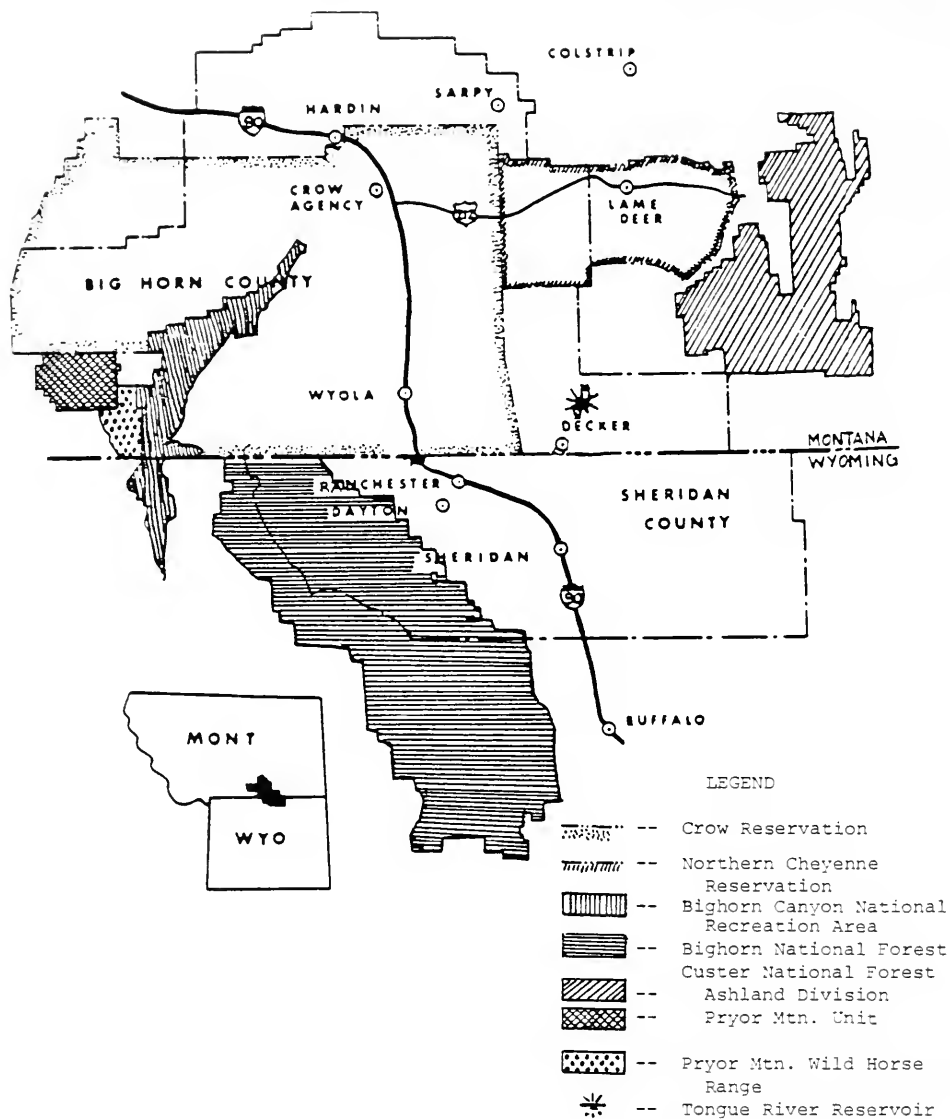 COLSTRIP
SARPY
HARDIN
90
CROW
AGENCY
212
LAME
DEER
BIG HORN COUNTY
WYOLA
DECKER
MONTANA
WYOMING
RANCHESTER
DAYTON
SHERIDAN
COUNTY
SHERIDAN
90
BUFFALO
MONT
WYO
LEGEND
-- Crow Reservation
-- Northern Cheyenne
Reservation
-- Bighorn Canyon National
Recreation Area
-- Bighorn National Forest
Custer National Forest
-- Ashland Division
-- Pryor Mtn. Unit
-- Pryor Mtn. Wild Horse
Range
-- Tongue River Reservoir